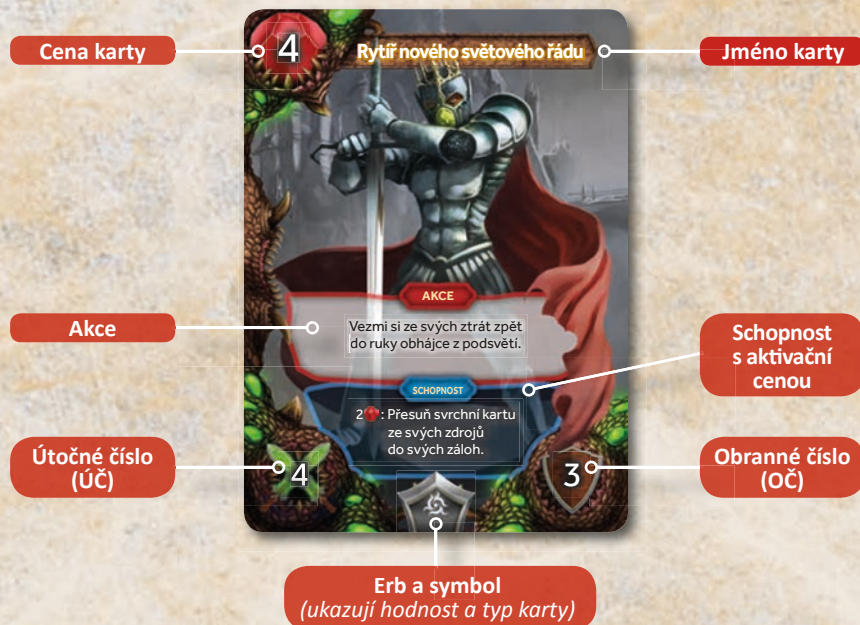 Cena karty
4
Rytíř nového světového řádu
Jméno karty
AKCE
Akce
Vezmi si ze svých ztrát zpět
do ruky obhájce z podsvětí.
Schopnost
s aktivační
cenou
SCHOPNOST
2 : Přesuň svrchní kartu
ze svých zdrojů
do svých záloh.
Útočné číslo
(ÚČ)
4
3
Obranné číslo
(OČ)
Erb a symbol
(ukazují hodnost a typ karty)